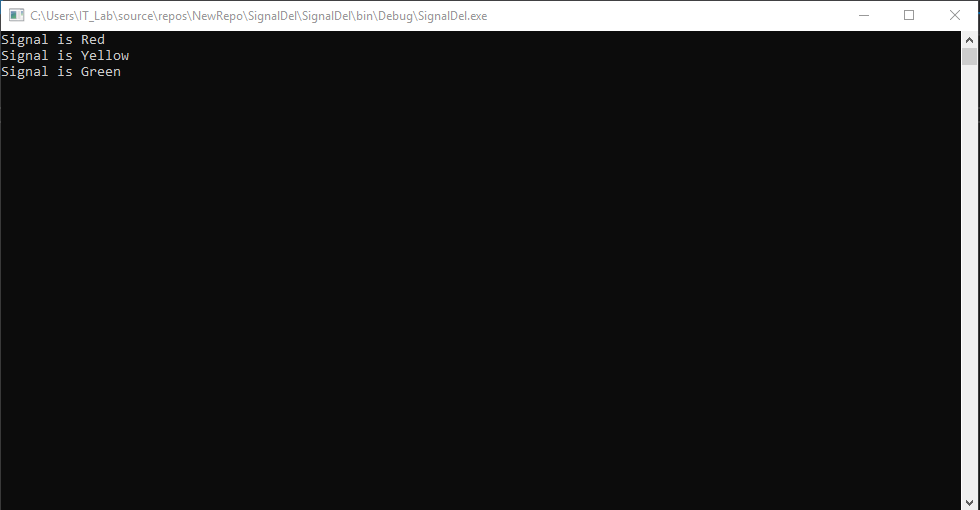 C:\Users\IT_Lab\source\repos\NewRepo\SignalDel\SignalDel\bin\Debug\SignalDel.exe
Signal is Red
Signal is Yellow
Signal is Green